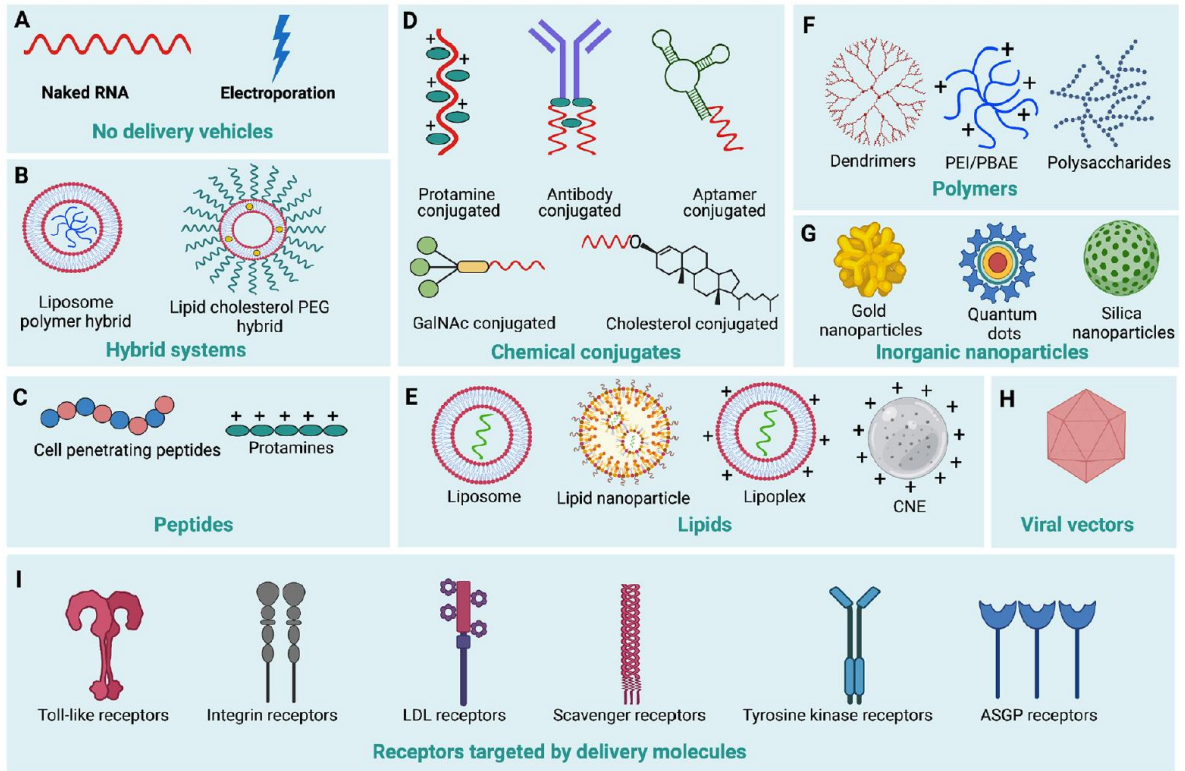 A
Naked RNA
Electroporation
No delivery vehicles
B
Liposome
polymer hybrid
Lipid cholesterol PEG
hybrid
Hybrid systems
C
Cell penetrating peptides
+ + + + +
Protamines
Peptides
D
+
+
+
+
+
Protamine
conjugated
Antibody
conjugated
Aptamer
conjugated
GalNAc conjugated
O
Cholesterol conjugated
Chemical conjugates
E
Liposome
Lipid nanoparticle
+ + + + + + +
Lipoplex
+ + + + + + + + + + +
CNE
Lipids
F
Dendrimers
+ + + + +
PEI/PBAE
Polysaccharides
Polymers
G
Gold
nanoparticles
Quantum
dots
Silica
nanoparticles
Inorganic nanoparticles
H
Viral vectors
I
Toll-like receptors
Integrin receptors
LDL receptors
Scavenger receptors
Tyrosine kinase receptors
ASGP receptors
Receptors targeted by delivery molecules